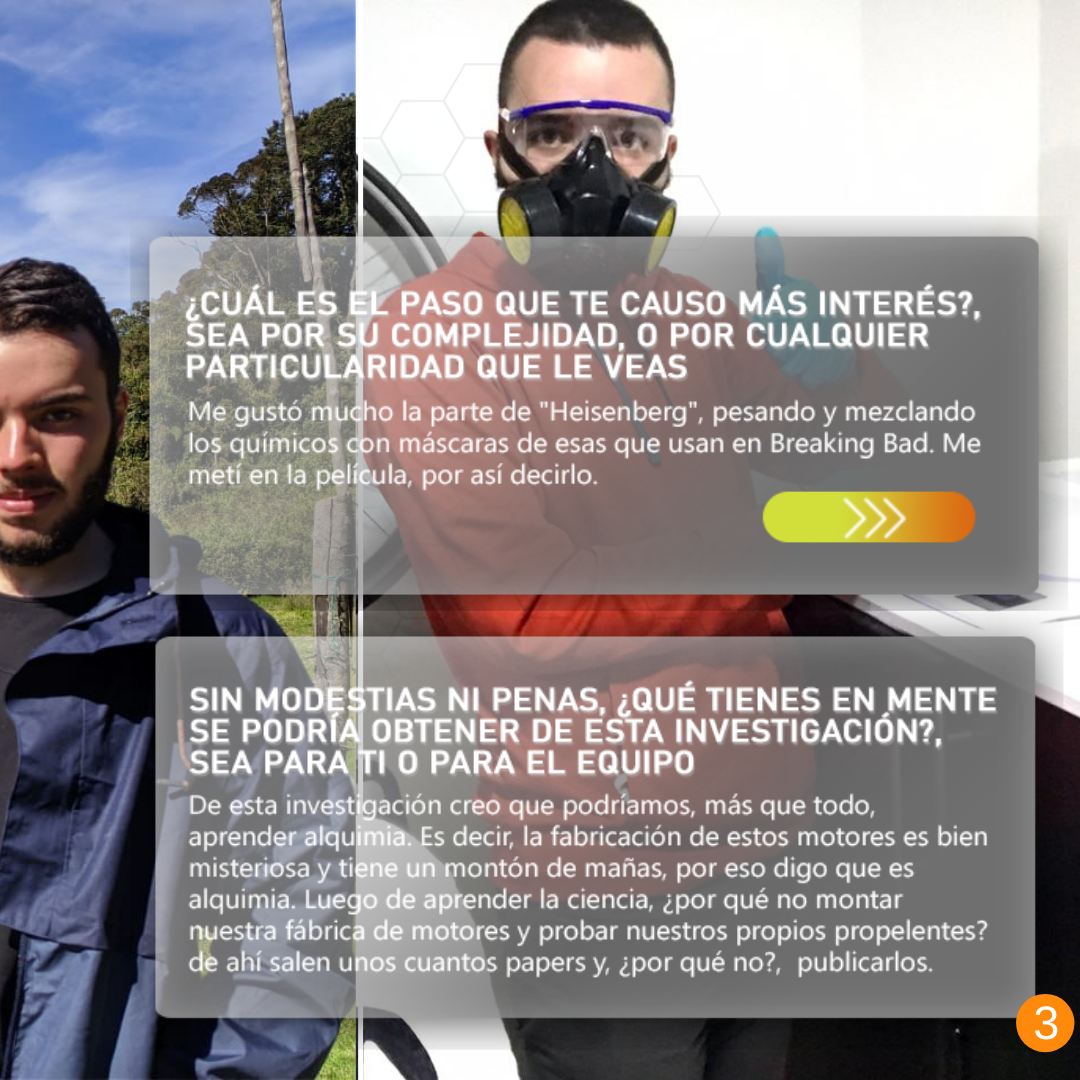 ¿CUÁL ES EL PASO QUE TE CAUSO MÁS INTERÉS?,
SEA POR SU COMPLEJIDAD, O POR CUALQUIER
PARTICULARIDAD QUE LE VEAS
Me gustó mucho la parte de "Heisenberg", pesando y mezclando
los químicos con máscaras de esas que usan en Breaking Bad. Me
metí en la película, por así decirlo.
SIN MODESTIAS NI PENAS, ¿QUÉ TIENES EN MENTE
SE PODRÍA OBTENER DE ESTA INVESTIGACIÓN?,
SEA PARA TI O PARA EL EQUIPO
De esta investigación creo que podríamos, más que todo,
aprender alquimia. Es decir, la fabricación de estos motores es bien
misteriosa y tiene un montón de mañas, por eso digo que es
alquimia. Luego de aprender la ciencia, ¿por qué no montar
nuestra fábrica de motores y probar nuestros propios propelentes?
de ahí salen unos cuantos papers y, ¿por qué no?, publicarlos.
3